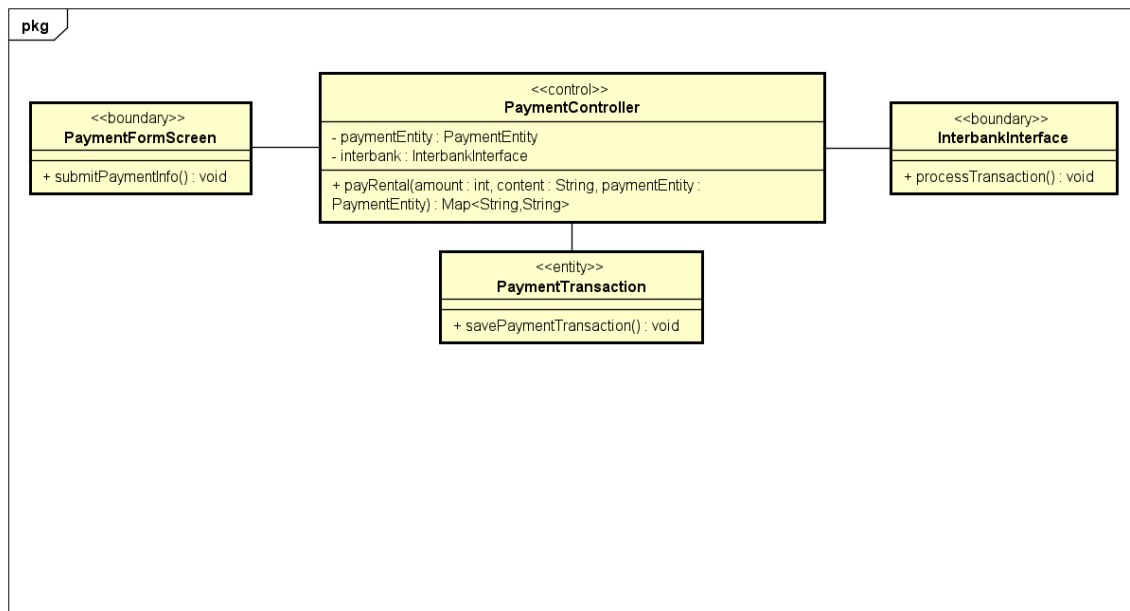 pkg
<<boundary>>
PaymentFormScreen
+ submitPaymentInfo() : void
<<control>>
PaymentController
- paymentEntity : PaymentEntity
- interbank : InterbankInterface
+ payRental(amount : int, content : String, paymentEntity :
PaymentEntity) : Map<String,String>
<<boundary>>
InterbankInterface
+ processTransaction() : void
<<entity>>
PaymentTransaction
+ savePaymentTransaction() : void